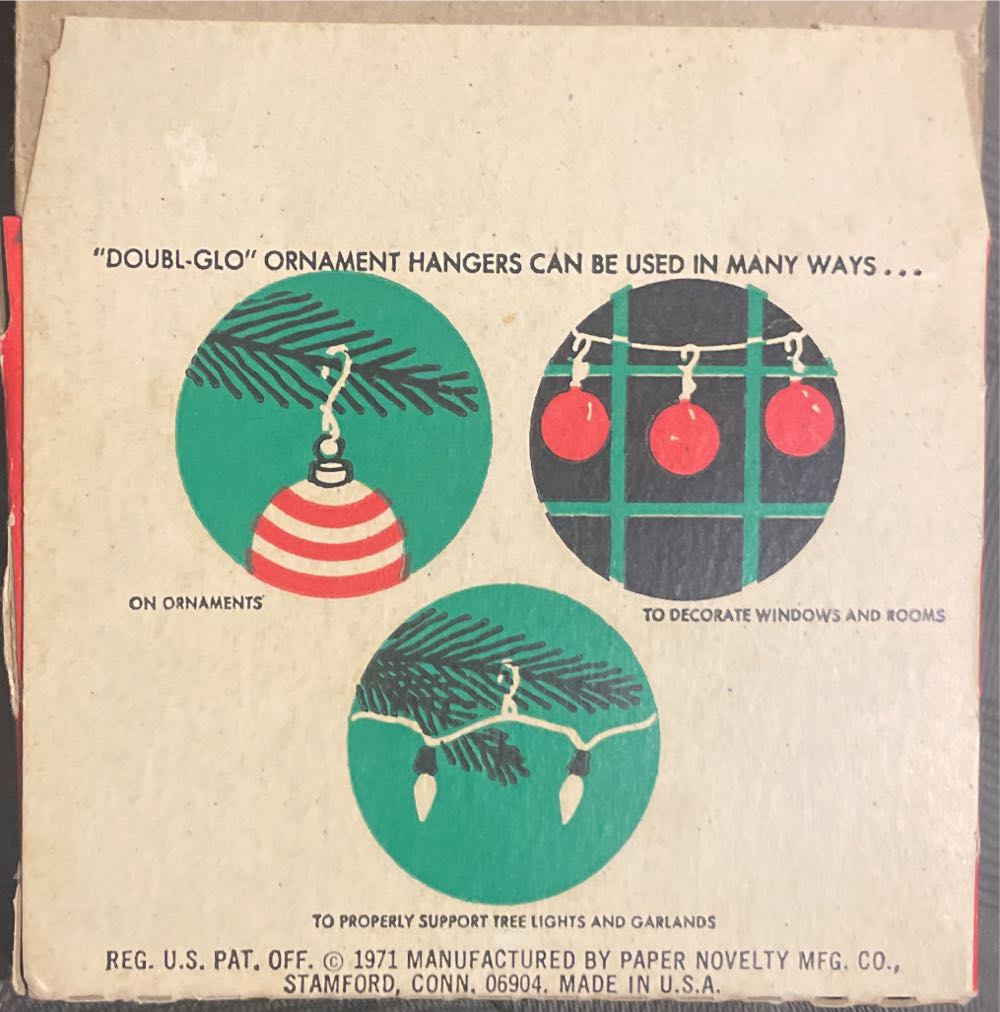 "DOUBL-GLO" ORNAMENT HANGERS CAN BE USED IN MANY WAYS...
ON ORNAMENTS
TO DECORATE WINDOWS AND ROOMS
TO PROPERLY SUPPORT TREE LIGHTS AND GARLANDS
REG. U.S. PAT. OFF. © 1971 MANUFACTURED BY PAPER NOVELTY MFG. CO.,
STAMFORD, CONN. 06904. MADE IN U.S.A.